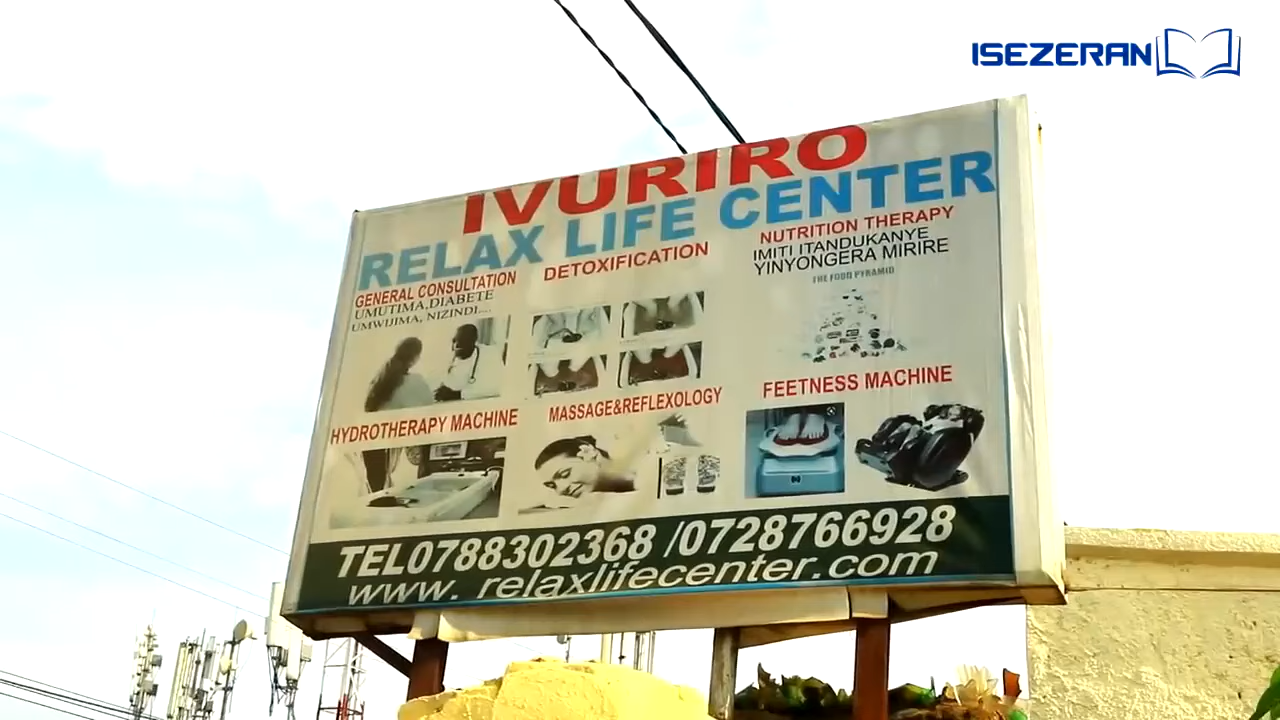 ISEZERANO
IVURIRO
RELAX LIFE CENTER
GENERAL CONSULTATION
UMUTIMA,DIABETE
UMWIJIMA, NIZINDI....
DETOXIFICATION
NUTRITION THERAPY
IMITI ITANDUKANYE
YINYONGERA MIRIRE
THE FOOD PYRAMID
HYDROTHERAPY MACHINE
MASSAGE&REFLEXOLOGY
FEETNESS MACHINE
TEL0788302368 /0728766928
www. relaxlifecenter.com